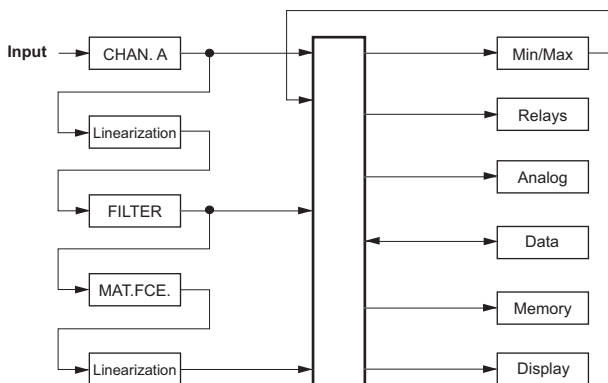 Input
CHAN. A
Min/Max
Linearization
Relays
FILTER
Analog
Data
MAT.FCE.
Memory
Linearization
Display